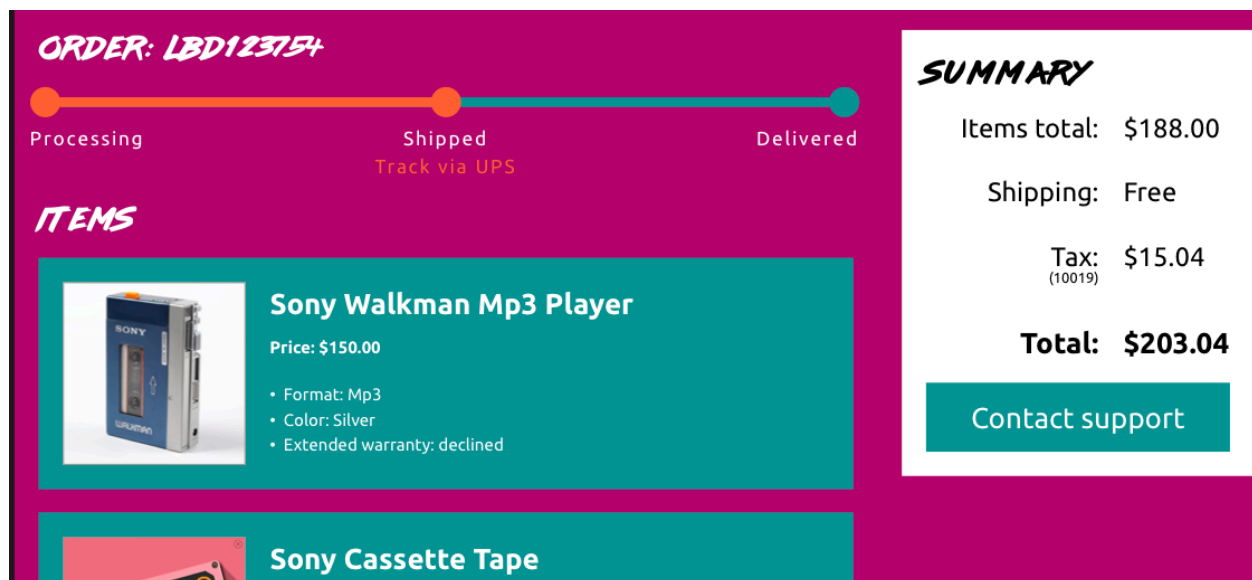 ORDER: LBD123754
Processing
Shipped
Delivered
Track via UPS
ITEMS
SONY
WALKMAN
Sony Walkman Mp3 Player
Price: $150.00
• Format: Mp3
• Color: Silver
• Extended warranty: declined
Sony Cassette Tape
SUMMARY
Items total: $188.00
Shipping: Free
Tax: $15.04
(10019)
Total: $203.04
Contact support